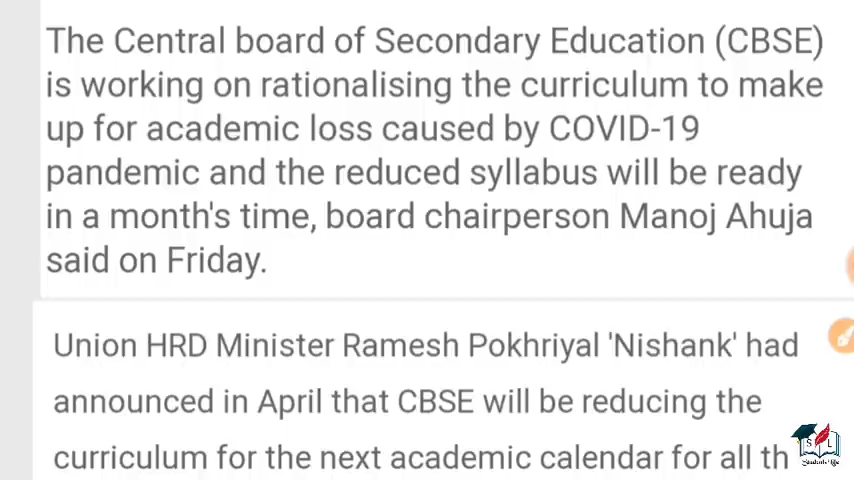 The Central board of Secondary Education (CBSE)
is working on rationalising the curriculum to make
up for academic loss caused by COVID-19
pandemic and the reduced syllabus will be ready
in a month's time, board chairperson Manoj Ahuja
said on Friday.
Union HRD Minister Ramesh Pokhriyal 'Nishank' had
announced in April that CBSE will be reducing the
curriculum for the next academic calendar for all th
S L